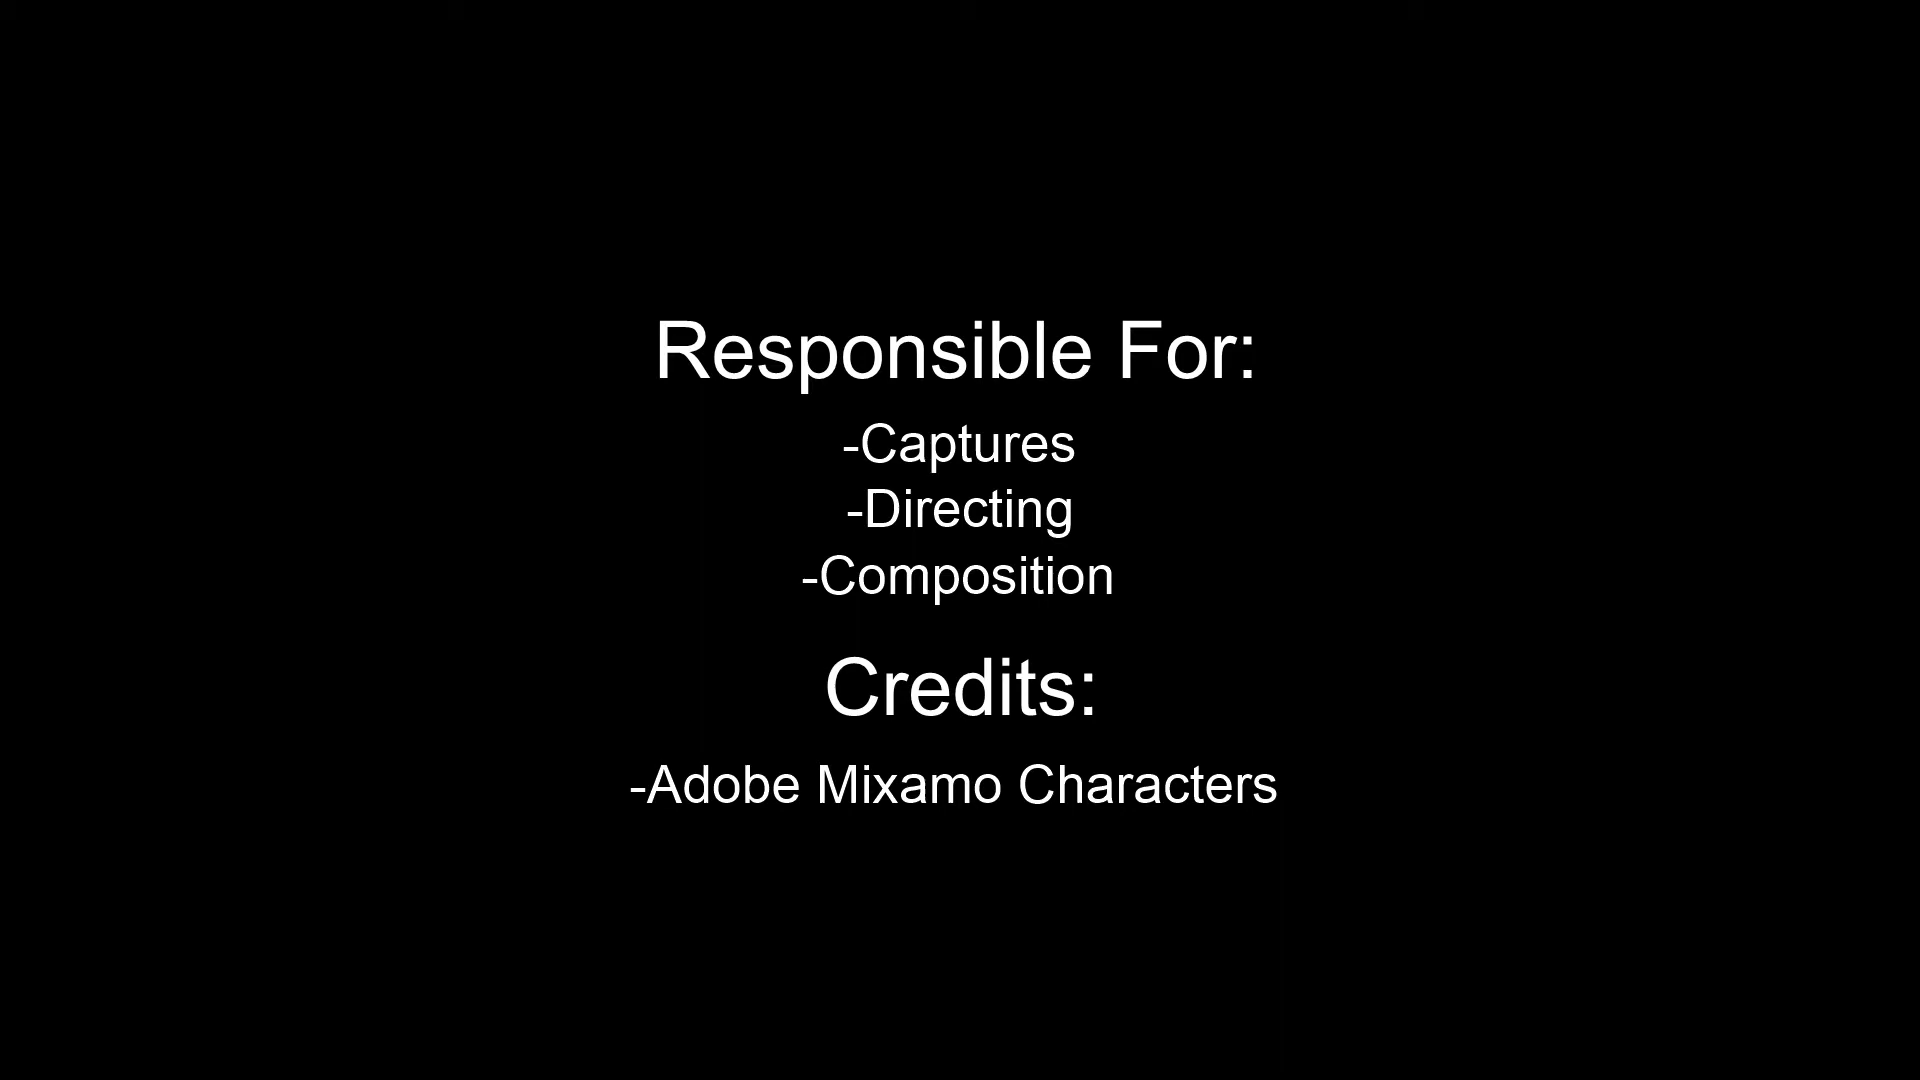 Responsible For:
-Captures
-Directing
-Composition
Credits:
-Adobe Mixamo Characters